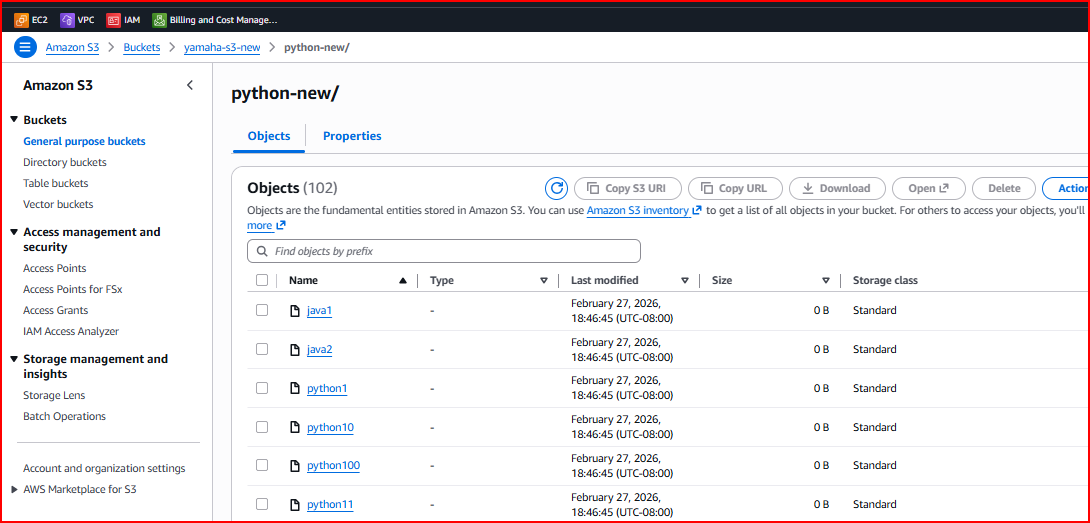 EC2 VPC IAM Billing and Cost Manage...
Amazon S3 > Buckets > yamaha-s3-new > python-new/
Amazon S3
Buckets
General purpose buckets
Directory buckets
Table buckets
Vector buckets
Access management and
security
Access Points
Access Points for FSx
Access Grants
IAM Access Analyzer
Storage management and
insights
Storage Lens
Batch Operations
Account and organization settings
AWS Marketplace for S3
python-new/
Objects Properties
Objects (102)
Copy S3 URI Copy URL Download Open Delete Action
Objects are the fundamental entities stored in Amazon S3. You can use Amazon S3 inventory to get a list of all objects in your bucket. For others to access your objects, you'll
more
Find objects by prefix
Name Type Last modified Size Storage class
java1 - February 27, 2026, 18:46:45 (UTC-08:00) 0 B Standard
java2 - February 27, 2026, 18:46:45 (UTC-08:00) 0 B Standard
python1 - February 27, 2026, 18:46:45 (UTC-08:00) 0 B Standard
python10 - February 27, 2026, 18:46:45 (UTC-08:00) 0 B Standard
python100 - February 27, 2026, 18:46:45 (UTC-08:00) 0 B Standard
python11 - February 27, 2026, 18:46:45 (UTC-08:00) 0 B Standard